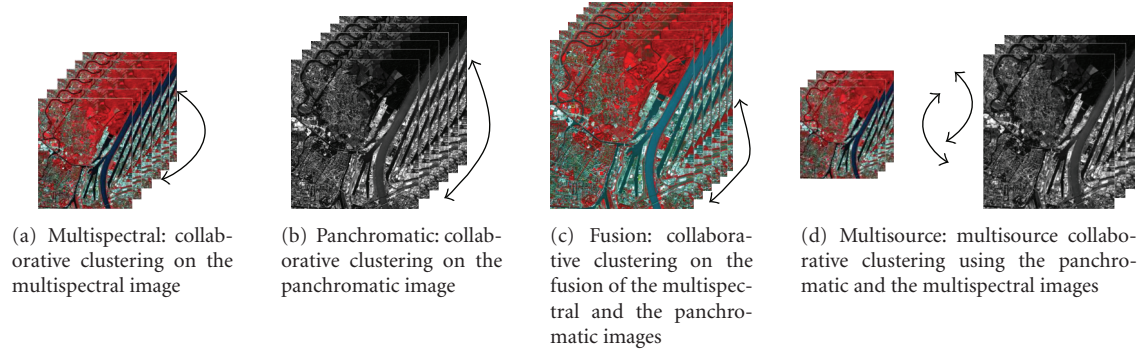 (a) Multispectral: collab-
orative clustering on the
multispectral image
(b) Panchromatic: collab-
orative clustering on the
panchromatic image
(c) Fusion: collabora-
tive clustering on the
fusion of the multispec-
tral and the panchro-
matic images
(d) Multisource: multisource collabo-
rative clustering using the panchro-
matic and the multispectral images